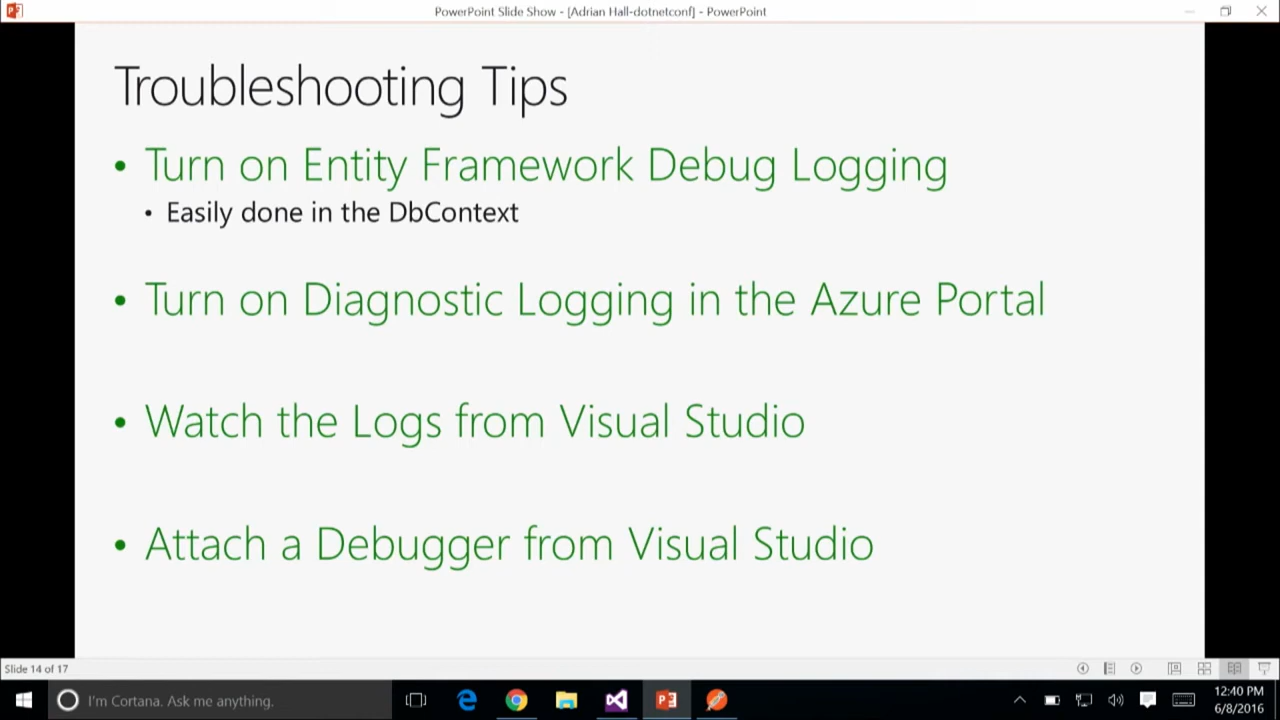 PowerPoint Slide Show - [Adrian Hall-dotnetconf] - PowerPoint
Troubleshooting Tips
• Turn on Entity Framework Debug Logging
• Easily done in the DbContext
• Turn on Diagnostic Logging in the Azure Portal
• Watch the Logs from Visual Studio
• Attach a Debugger from Visual Studio
Slide 14 of 17
I'm Cortana. Ask me anything.
12:40 PM
6/8/2016